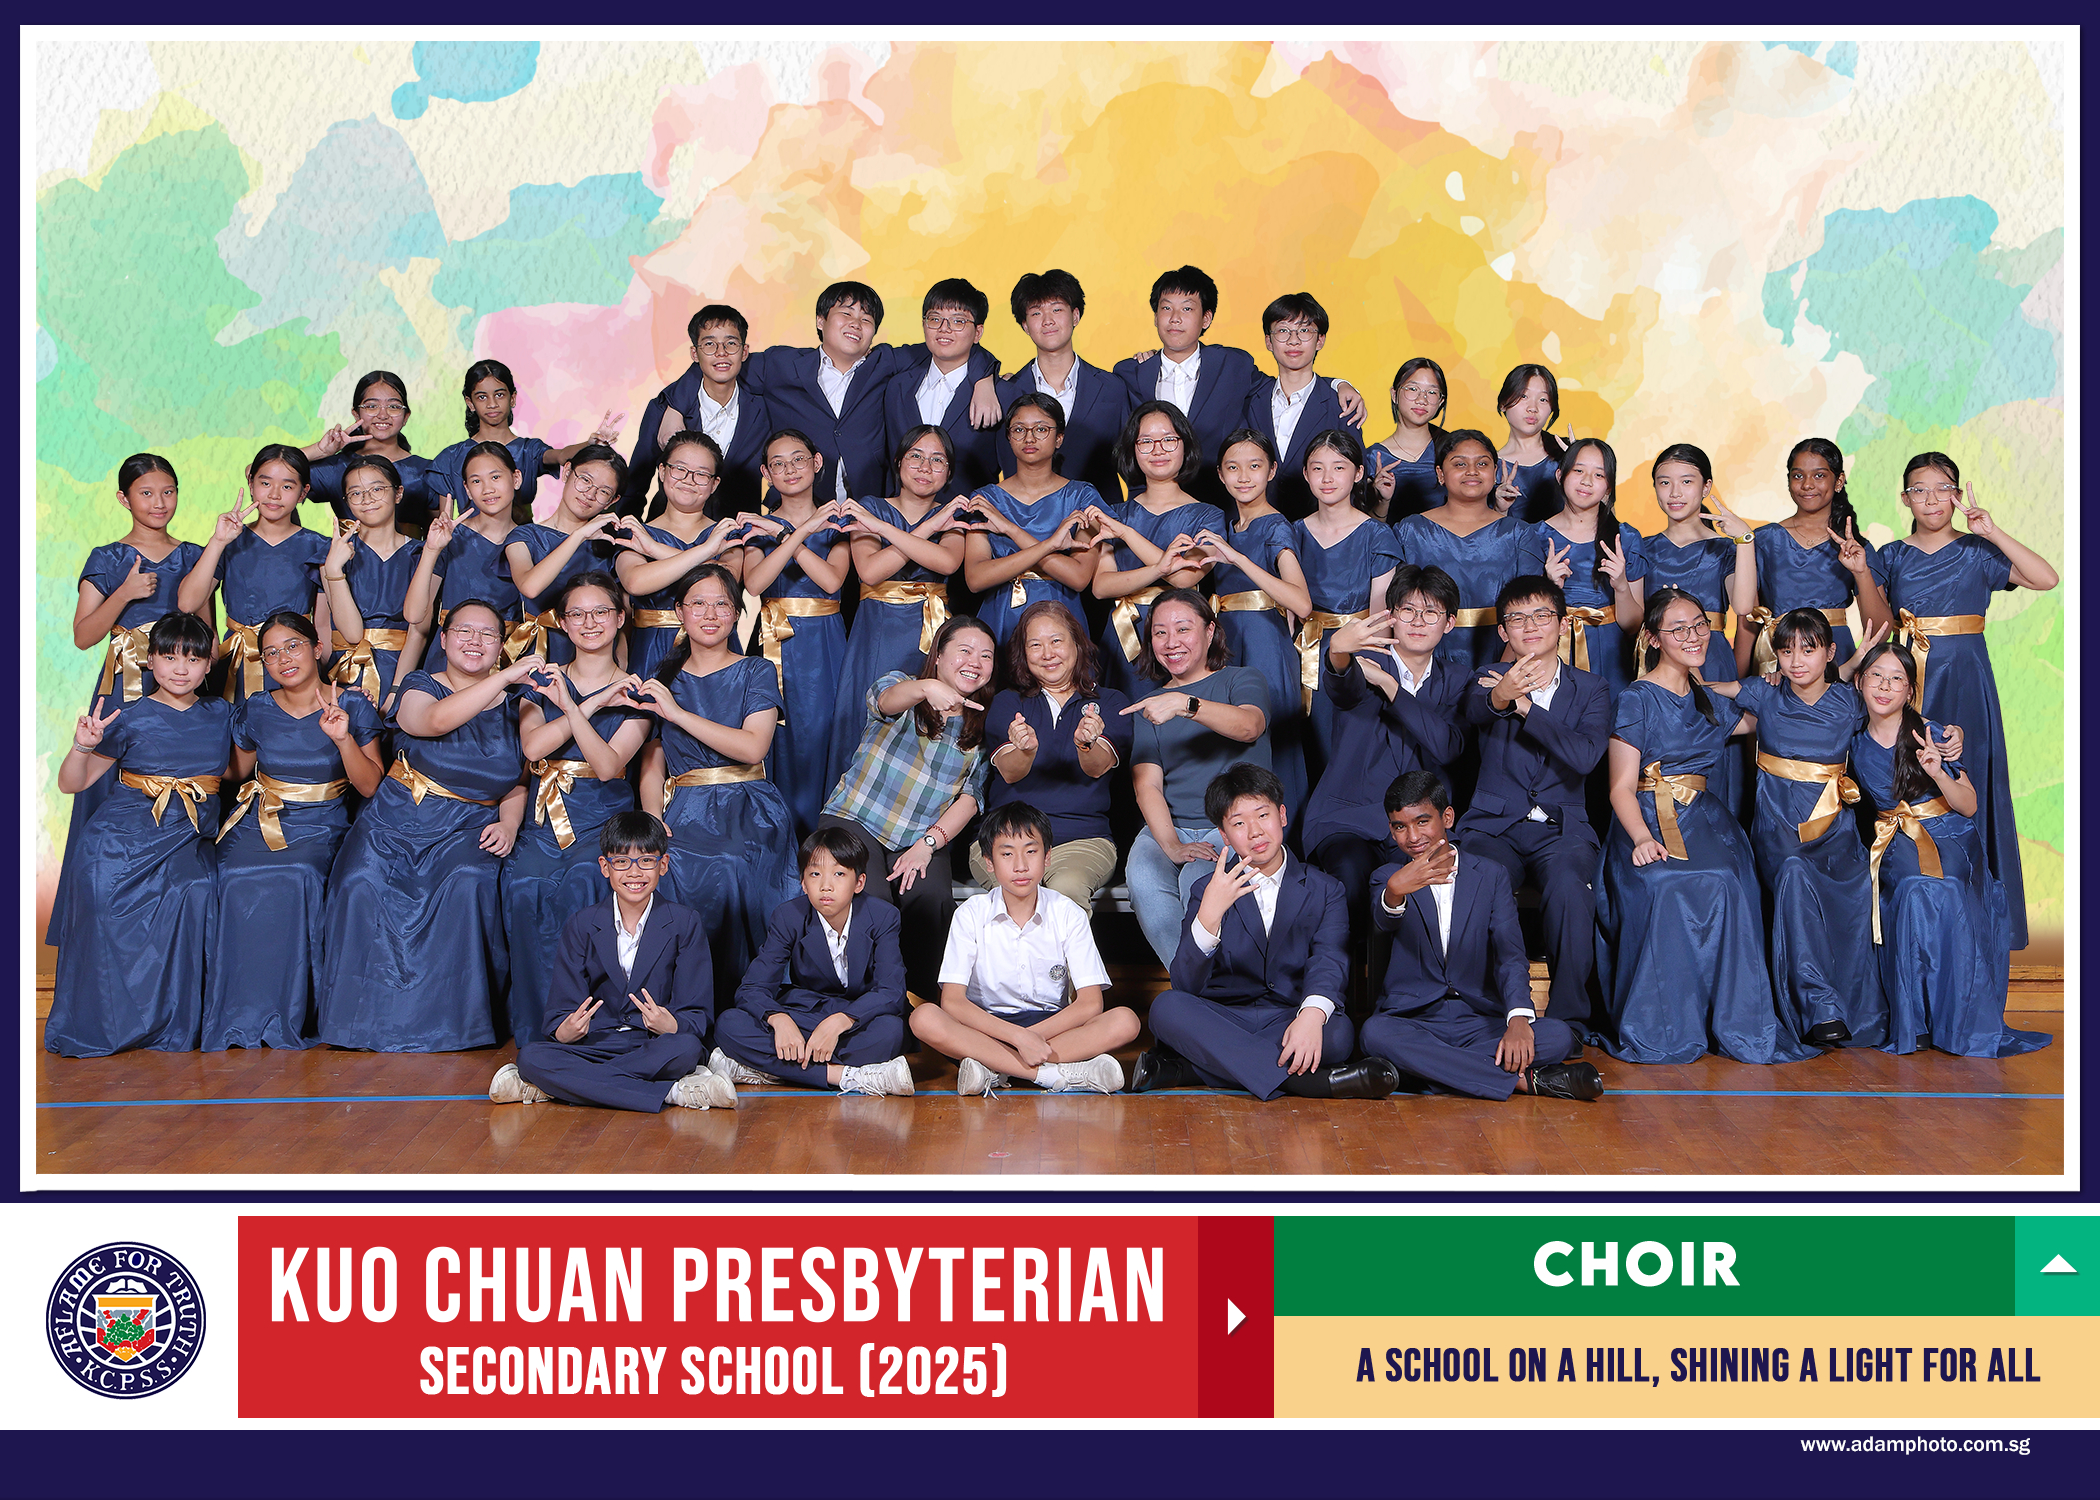 KUO CHUAN PRESBYTERIAN
SECONDARY SCHOOL (2025)
CHOIR
A SCHOOL ON A HILL, SHINING A LIGHT FOR ALL
AFLAME FOR TRUTH
K.C.P.S.S.
www.adamphoto.com.sg